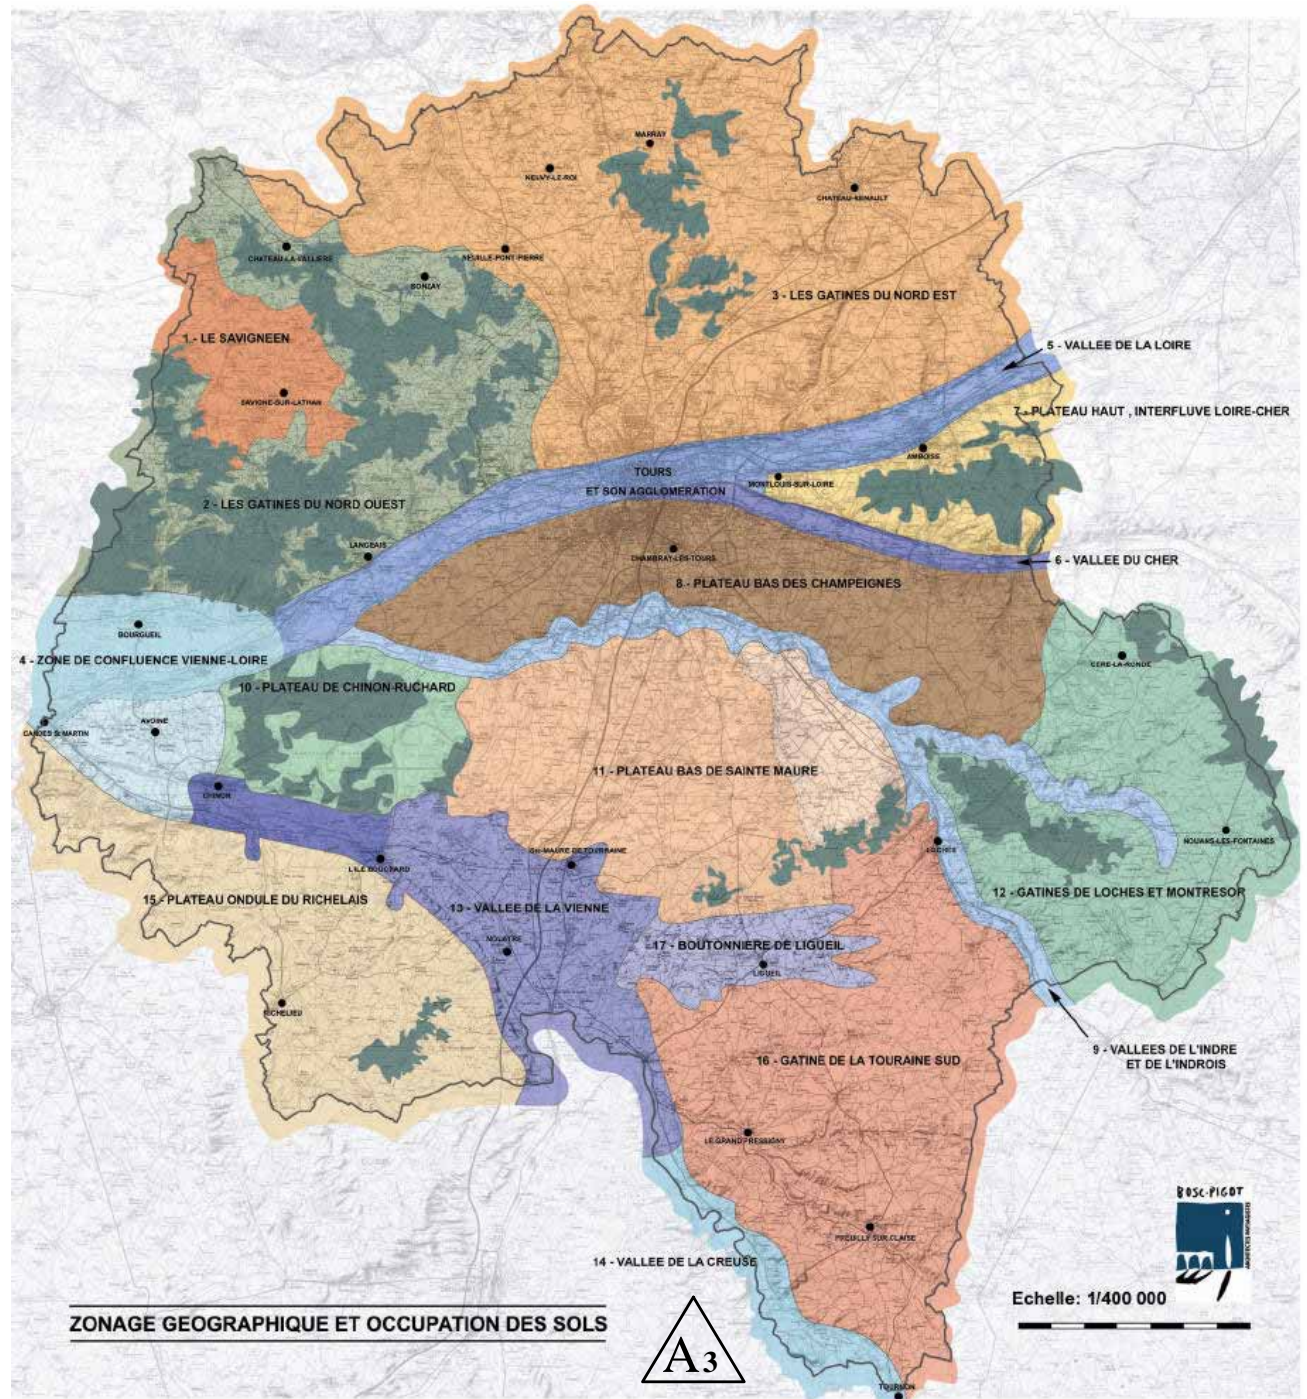 MARRAY
NEUVY-LE-ROI
CHATEAU-RENAULT
CHATEAU-LA-VALLIERE
NEUILLE-PONT-PIERRE
SONZAY
3 - LES GATINES DU NORD EST
1 - LE SAVIGNEEN
5 - VALLEE DE LA LOIRE
SAVIGNE-SUR-LATHAN
7 - PLATEAU HAUT , INTERFLUVE LOIRE-CHER
AMBOISE
TOURS
ET SON AGGLOMERATION
MONTLOUIS-SUR-LOIRE
2 - LES GATINES DU NORD OUEST
LANGEAIS
CHAMBRAY-LES-TOURS
6 - VALLEE DU CHER
8 - PLATEAU BAS DES CHAMPEIGNES
BOURGUEIL
4 - ZONE DE CONFLUENCE VIENNE-LOIRE
CERE-LA-RONDE
10 - PLATEAU DE CHINON-RUCHARD
AVOINE
CANDES St MARTIN
11 - PLATEAU BAS DE SAINTE MAURE
CHINON
NOUANS-LES-FONTAINES
Ste-MAURE DE TOURAINE
LOCHES
L'ILE BOUCHARD
12 - GATINES DE LOCHES ET MONTRESOR
15 - PLATEAU ONDULE DU RICHELAIS
13 - VALLEE DE LA VIENNE
NOUATRE
17 - BOUTONNIERE DE LIGUEIL
LIGUEIL
RICHELIEU
9 - VALLEES DE L'INDRE
ET DE L'INDROIS
16 - GATINE DE LA TOURAINE SUD
LE GRAND PRESSIGNY
BOSC-PIGOT
PREUILLY SUR CLAISE
14 - VALLEE DE LA CREUSE
Echelle: 1/400 000
ZONAGE GEOGRAPHIQUE ET OCCUPATION DES SOLS
A3
TOURNON